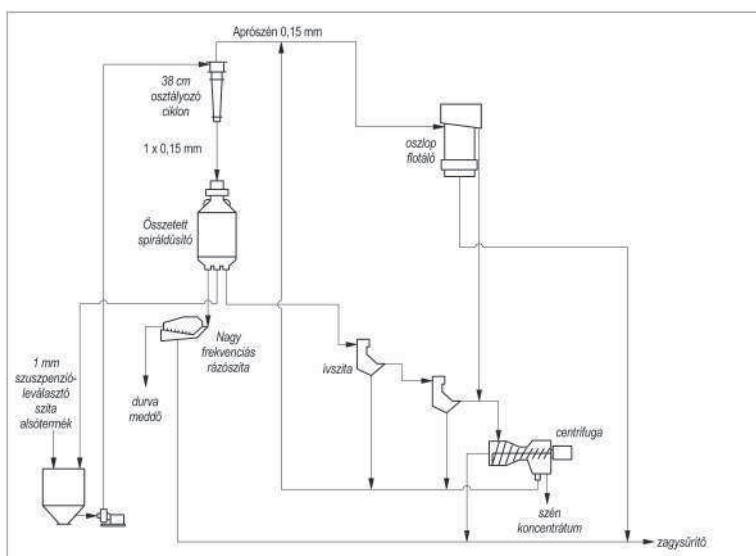 Aprószén 0,15 mm
38 cm
osztályozó
ciklon
oszlop
flotáló
1 x 0,15 mm
Összetett
spiráldúsító
Nagy
frekvenciás
rázószita
ívszita
1 mm
szuszpenzió-
leválasztó
szita
alsótermék
durva
meddő
centrifuga
szén
koncentrátum
zagysűrítő